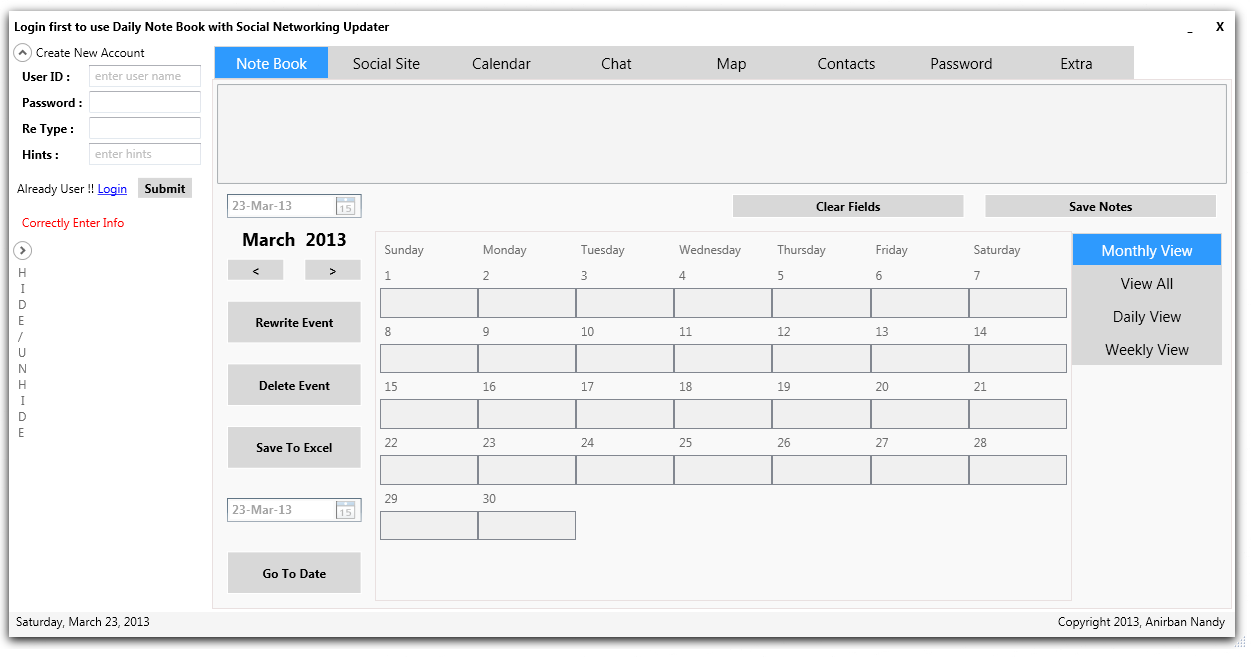 Login first to use Daily Note Book with Social Networking Updater _ X
Create New Account
User ID : enter user name
Password :
Re Type :
Hints : enter hints
Already User !! Login Submit
Correctly Enter Info
H
I
D
E
/
U
N
H
I
D
E
Note Book Social Site Calendar Chat Map Contacts Password Extra
23-Mar-13 15 Clear Fields Save Notes
March 2013
< >
Rewrite Event
Delete Event
Save To Excel
23-Mar-13 15
Go To Date
Sunday Monday Tuesday Wednesday Thursday Friday Saturday
1 2 3 4 5 6 7
8 9 10 11 12 13 14
15 16 17 18 19 20 21
22 23 24 25 26 27 28
29 30
Monthly View
View All
Daily View
Weekly View
Saturday, March 23, 2013 Copyright 2013, Anirban Nandy